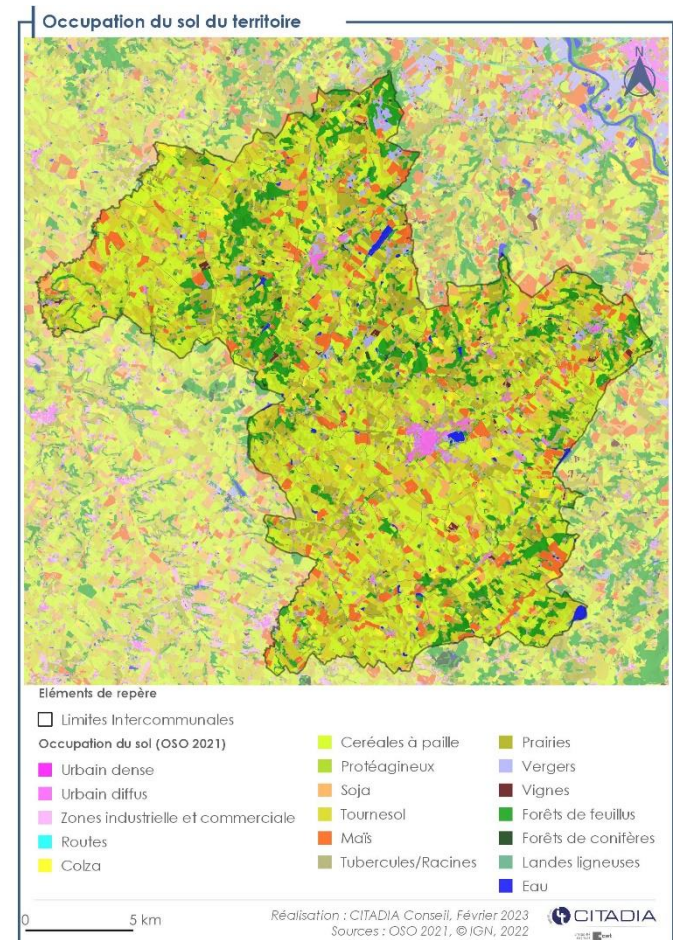 Occupation du sol du territoire
N
Eléments de repère
Limites Intercommunales
Occupation du sol (OSO 2021)
Urbain dense
Urbain diffus
Zones industrielle et commerciale
Routes
Colza
Ceréales à paille
Protéagineux
Soja
Tournesol
Maïs
Tubercules/Racines
Prairies
Vergers
Vignes
Forêts de feuillus
Forêts de conifères
Landes ligneuses
Eau
0 5 km
Réalisation : CITADIA Conseil, Février 2023
Sources : OSO 2021, © IGN, 2022
CITADIA